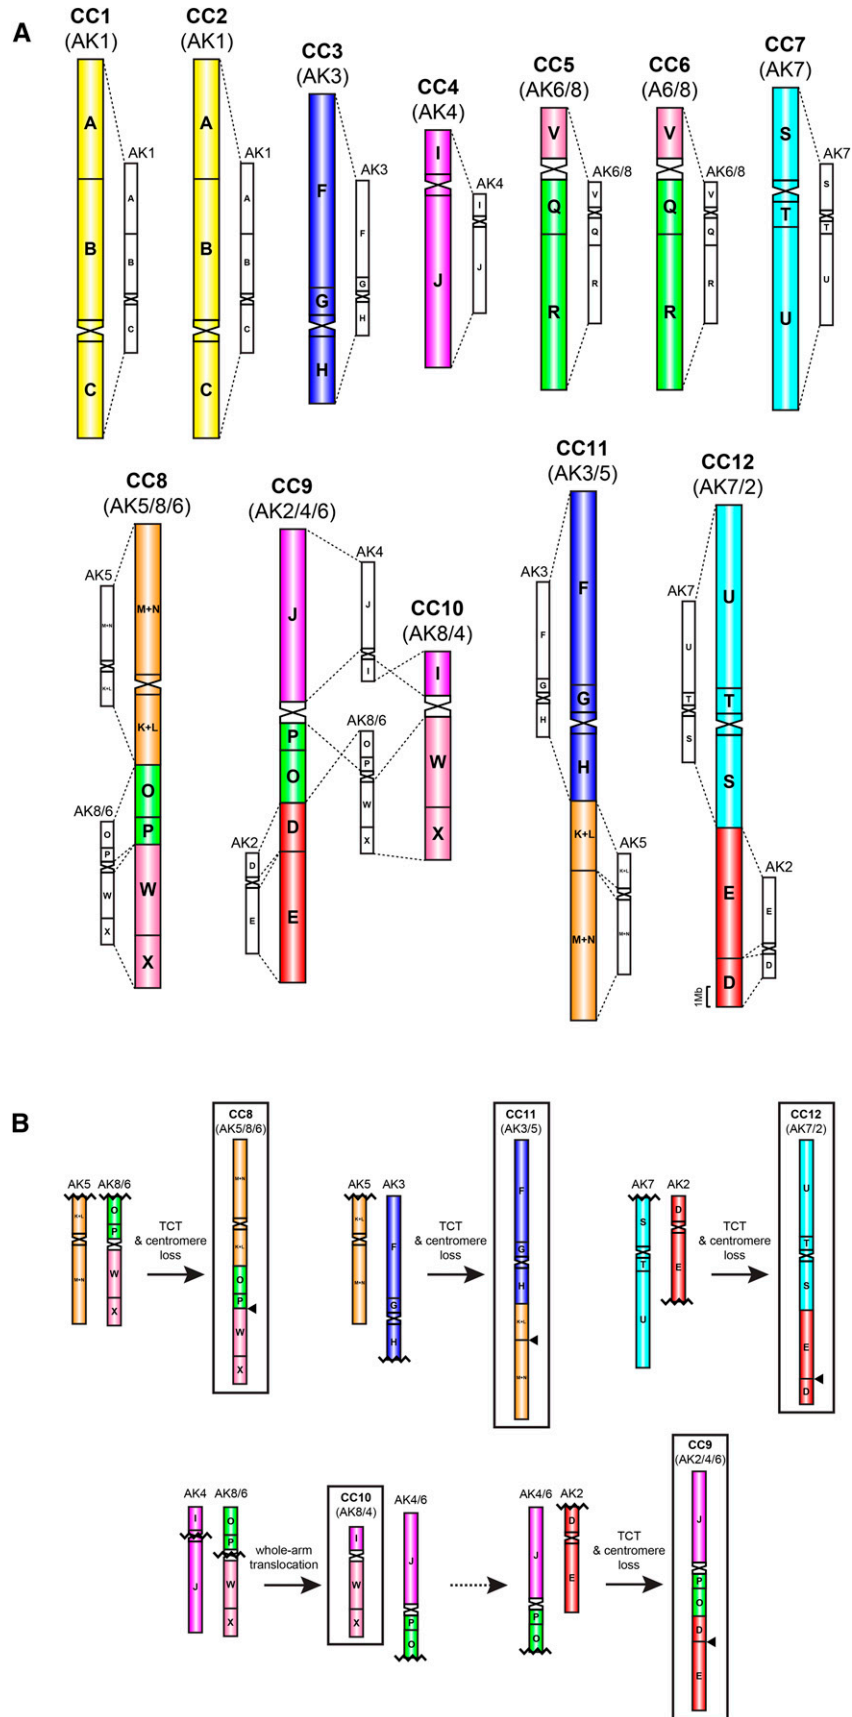 A
CC1
(AK1)
A
B
C
AK1
A
B
C
CC2
(AK1)
A
B
C
AK1
A
B
C
CC3
(AK3)
F
G
H
AK3
F
G
H
CC4
(AK4)
I
J
AK4
I
J
CC5
(AK6/8)
V
Q
R
AK6/8
V
Q
R
CC6
(A6/8)
V
Q
R
AK6/8
V
Q
R
CC7
(AK7)
S
T
U
AK7
S
T
U
CC8
(AK5/8/6)
M+N
K+L
O
P
W
X
AK5
M+N
K+L
AK8/6
O
P
W
X
CC9
(AK2/4/6)
J
P
O
D
E
AK4
J
I
AK8/6
O
P
W
X
AK2
D
E
CC10
(AK8/4)
I
W
X
CC11
(AK3/5)
F
G
H
K+L
M+N
AK3
F
G
H
AK5
K+L
M+N
CC12
(AK7/2)
U
T
S
E
D
AK7
U
T
S
AK2
E
D
1Mb
B
AK5
K+L
M+N
AK8/6
O
P
W
X
TCT
& centromere
loss
CC8
(AK5/8/6)
M+N
K+L
O
P
W
X
AK5
K+L
M+N
AK3
F
G
H
TCT
& centromere
loss
CC11
(AK3/5)
F
G
H
K+L
M+N
AK7
S
T
U
AK2
D
E
TCT
& centromere
loss
CC12
(AK7/2)
U
T
S
E
D
AK4
I
J
AK8/6
O
P
W
X
whole-arm
translocation
CC10
(AK8/4)
I
W
X
AK4/6
J
P
O
AK4/6
J
P
O
AK2
D
E
TCT
& centromere
loss
CC9
(AK2/4/6)
J
P
O
D
E